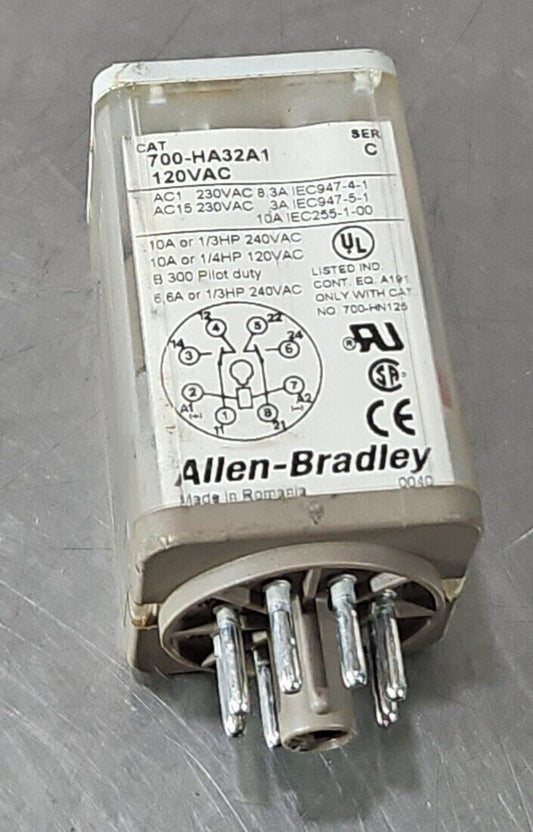 CAT SER
700-HA32A1 C
120VAC
AC1 230VAC 8.3A IEC947-4-1
AC15 230VAC 3A IEC947-5-1
10A IEC255-1-00
10A or 1/3HP 240VAC
10A or 1/4HP 120VAC
B 300 Pilot duty
6.6A or 1/3HP 240VAC
UL
LISTED IND.
CONT. EQ. A191
ONLY WITH CAT
NO. 700-HN125
12 22
4 5
14 24
3 6
2 7
A1 A2
(+) (-)
1 8
11 21
® UR
SA
CE
Allen-Bradley
Made in Romania 0040